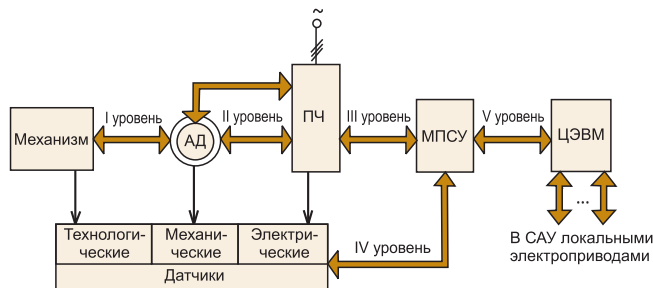 ~
I уровень
II уровень
III уровень
V уровень
Механизм
АД
ПЧ
МПСУ
ЦЭВМ
Технологи-
ческие
Механи-
ческие
Электри-
ческие
Датчики
IV уровень
...
В САУ локальными
электроприводами